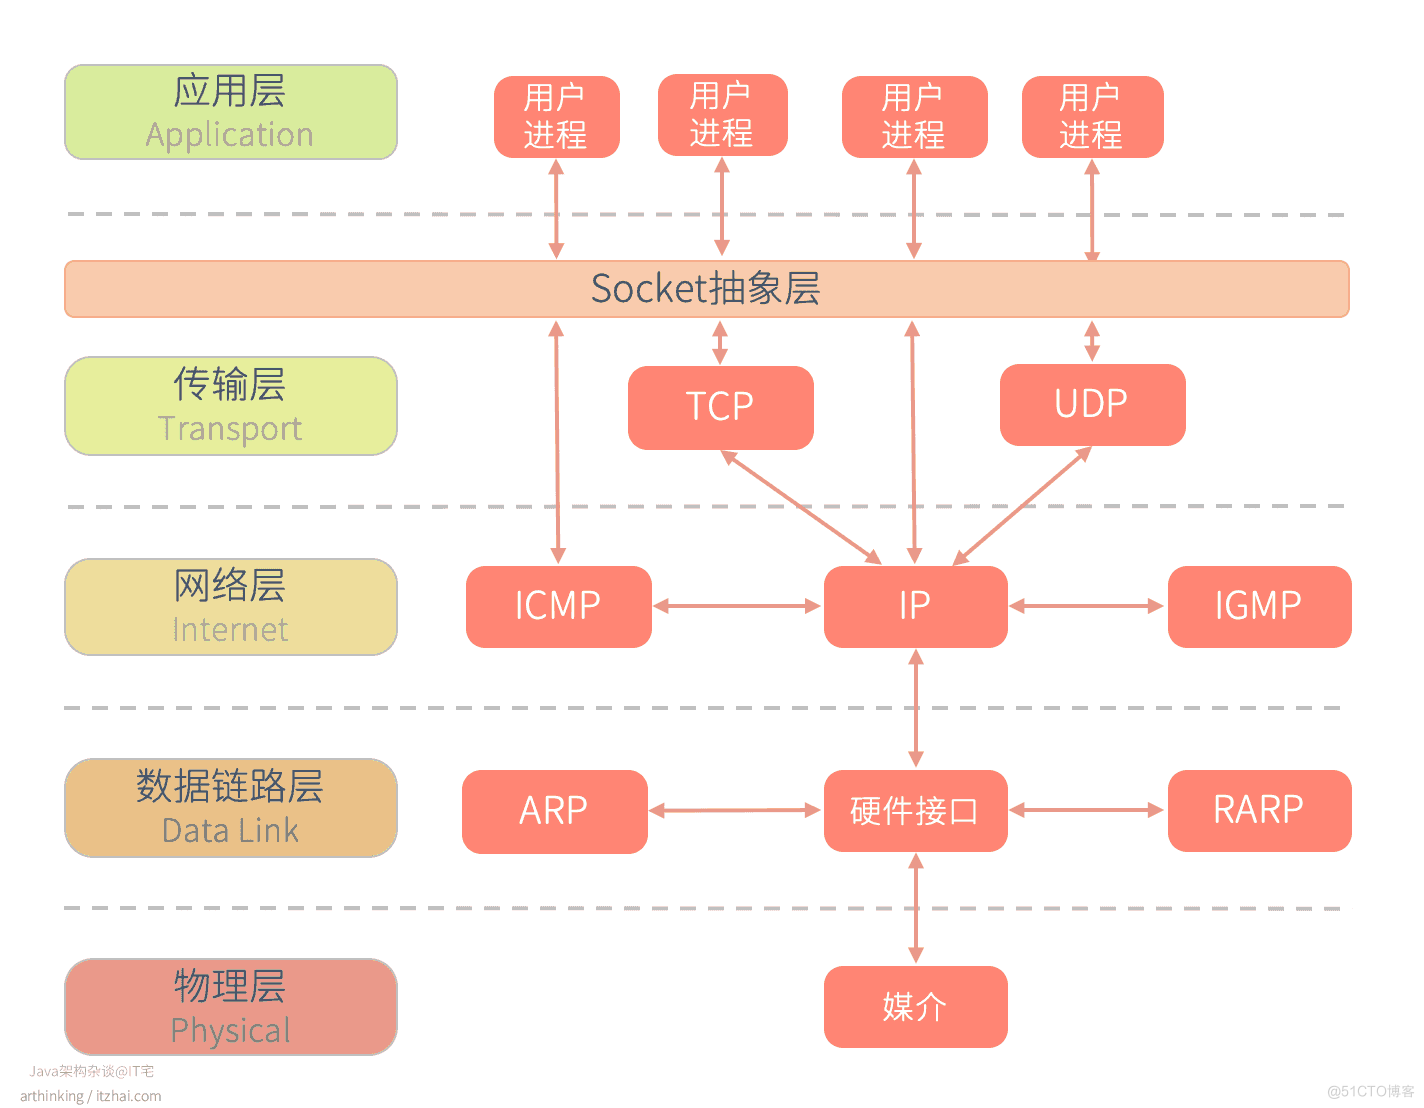 应用层
Application
用户
进程
用户
进程
用户
进程
用户
进程
Socket抽象层
传输层
Transport
TCP
UDP
网络层
Internet
ICMP
IP
IGMP
数据链路层
Data Link
ARP
硬件接口
RARP
物理层
Physical
媒介
Java架构杂谈@IT宅
arthinking / itzhai.com
@51CTO博客